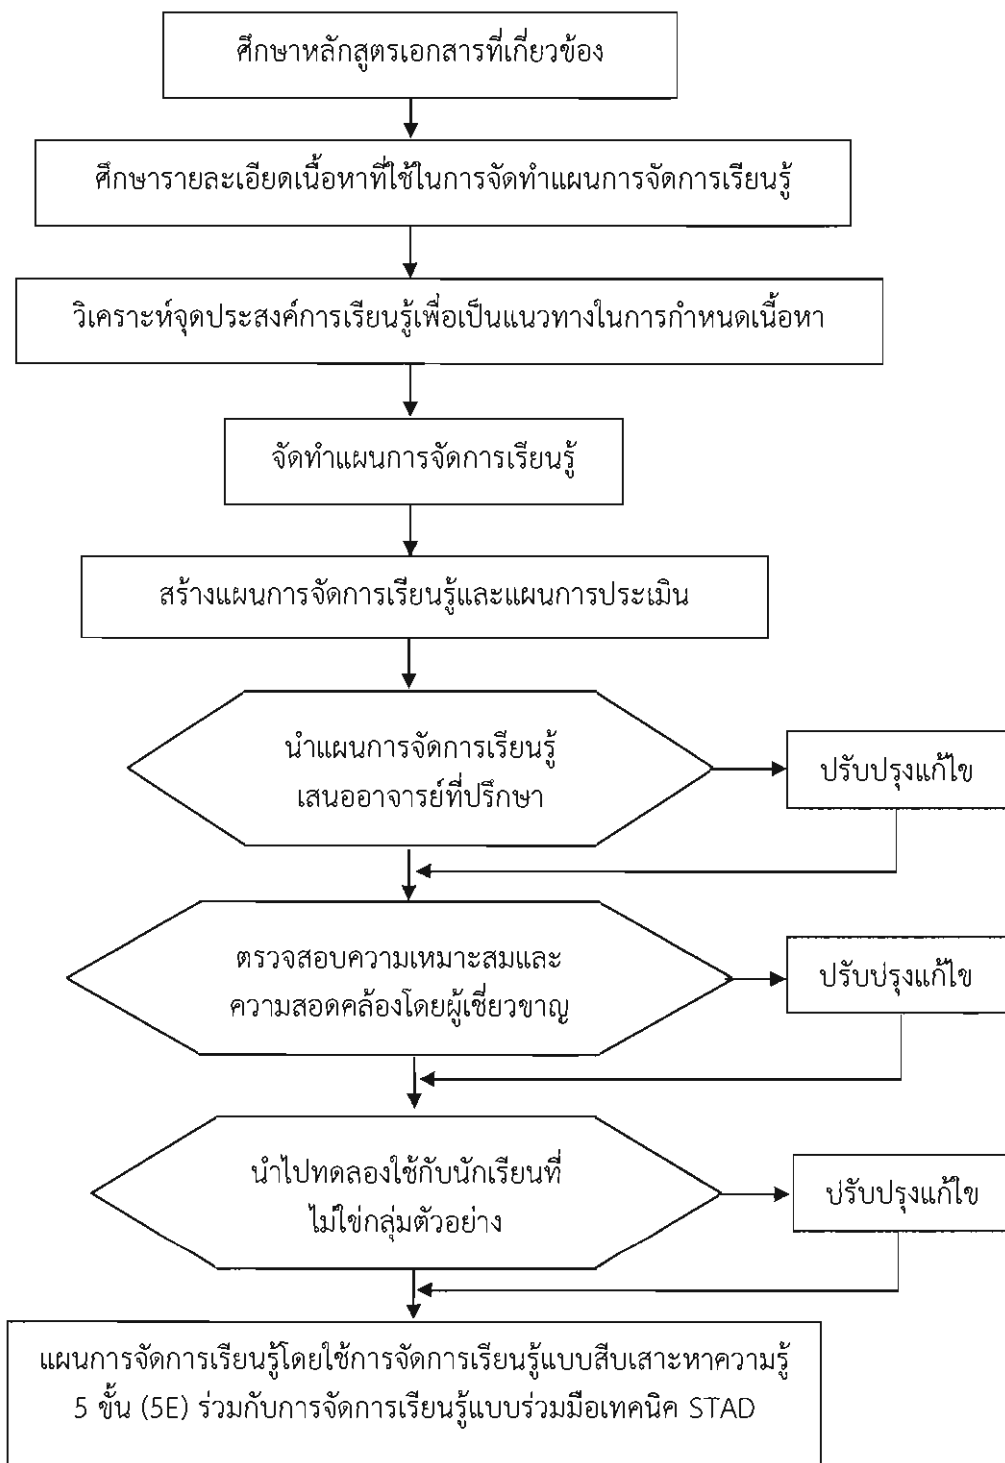 ศึกษาหลักสูตรเอกสารที่เกี่ยวข้อง
ศึกษารายละเอียดเนื้อหาที่ใช้ในการจัดทำแผนการจัดการเรียนรู้
วิเคราะห์จุดประสงค์การเรียนรู้เพื่อเป็นแนวทางในการกำหนดเนื้อหา
จัดทำแผนการจัดการเรียนรู้
สร้างแผนการจัดการเรียนรู้และแผนการประเมิน
นำแผนการจัดการเรียนรู้
เสนออาจารย์ที่ปรึกษา
ปรับปรุงแก้ไข
ตรวจสอบความเหมาะสมและ
ความสอดคล้องโดยผู้เชี่ยวชาญ
ปรับปรุงแก้ไข
นำไปทดลองใช้กับนักเรียนที่
ไม่ใช่กลุ่มตัวอย่าง
ปรับปรุงแก้ไข
แผนการจัดการเรียนรู้โดยใช้การจัดการเรียนรู้แบบสืบเสาะหาความรู้
5 ขั้น (5E) ร่วมกับการจัดการเรียนรู้แบบร่วมมือเทคนิค STAD